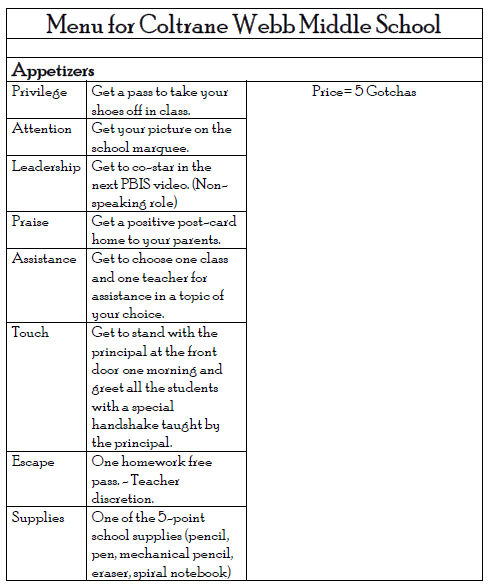 Menu for Coltrane Webb Middle School
Appetizers
Privilege
Get a pass to take your
shoes off in class.
Price= 5 Gotchas
Attention
Get your picture on the
school marquee.
Leadership
Get to co-star in the
next PBIS video. (Non-
speaking role)
Praise
Get a positive post-card
home to your parents.
Assistance
Get to choose one class
and one teacher for
assistance in a topic of
your choice.
Touch
Get to stand with the
principal at the front
door one morning and
greet all the students
with a special
handshake taught by
the principal.
Escape
One homework free
pass. - Teacher
discretion.
Supplies
One of the 5-point
school supplies (pencil,
pen, mechanical pencil,
eraser, spiral notebook)